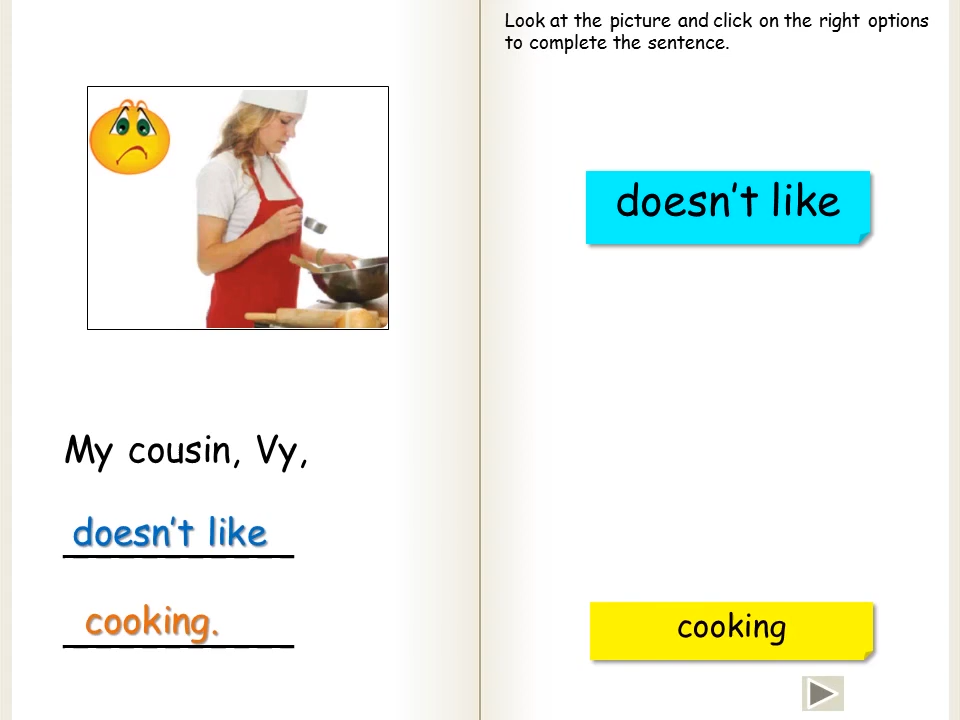 My cousin, Vy,
doesn't like
cooking.
Look at the picture and click on the right options
to complete the sentence.
doesn't like
cooking